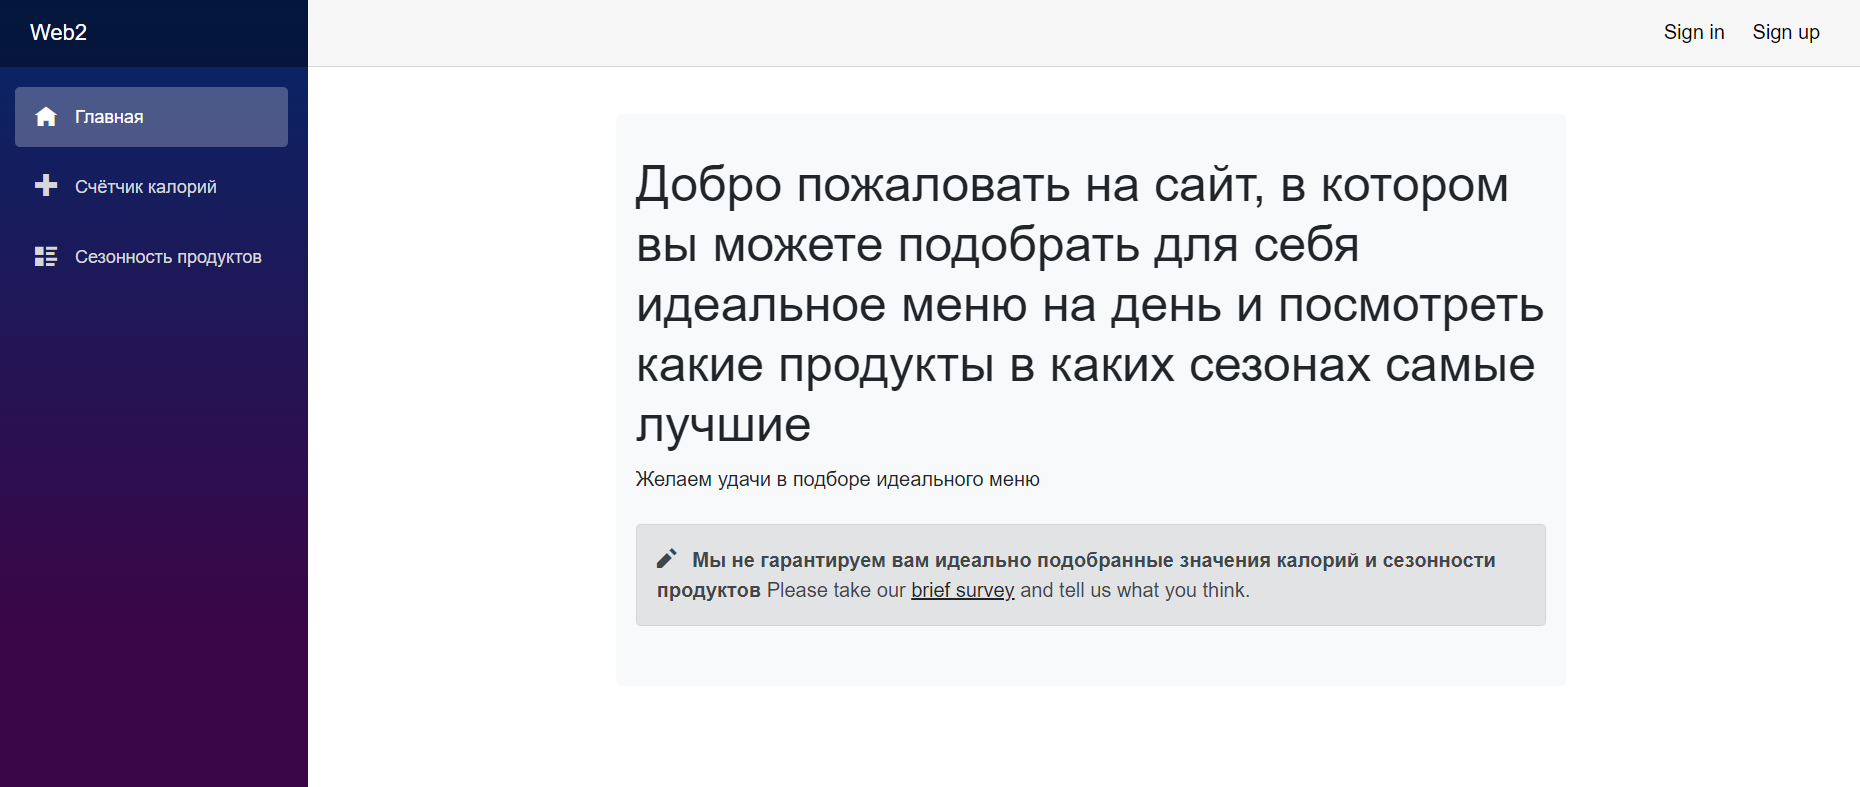 Web2
Sign in Sign up
Главная
Счётчик калорий
Сезонность продуктов
Добро пожаловать на сайт, в котором
вы можете подобрать для себя
идеальное меню на день и посмотреть
какие продукты в каких сезонах самые
лучшие
Желаем удачи в подборе идеального меню
Мы не гарантируем вам идеально подобранные значения калорий и сезонности
продуктов Please take our brief survey and tell us what you think.